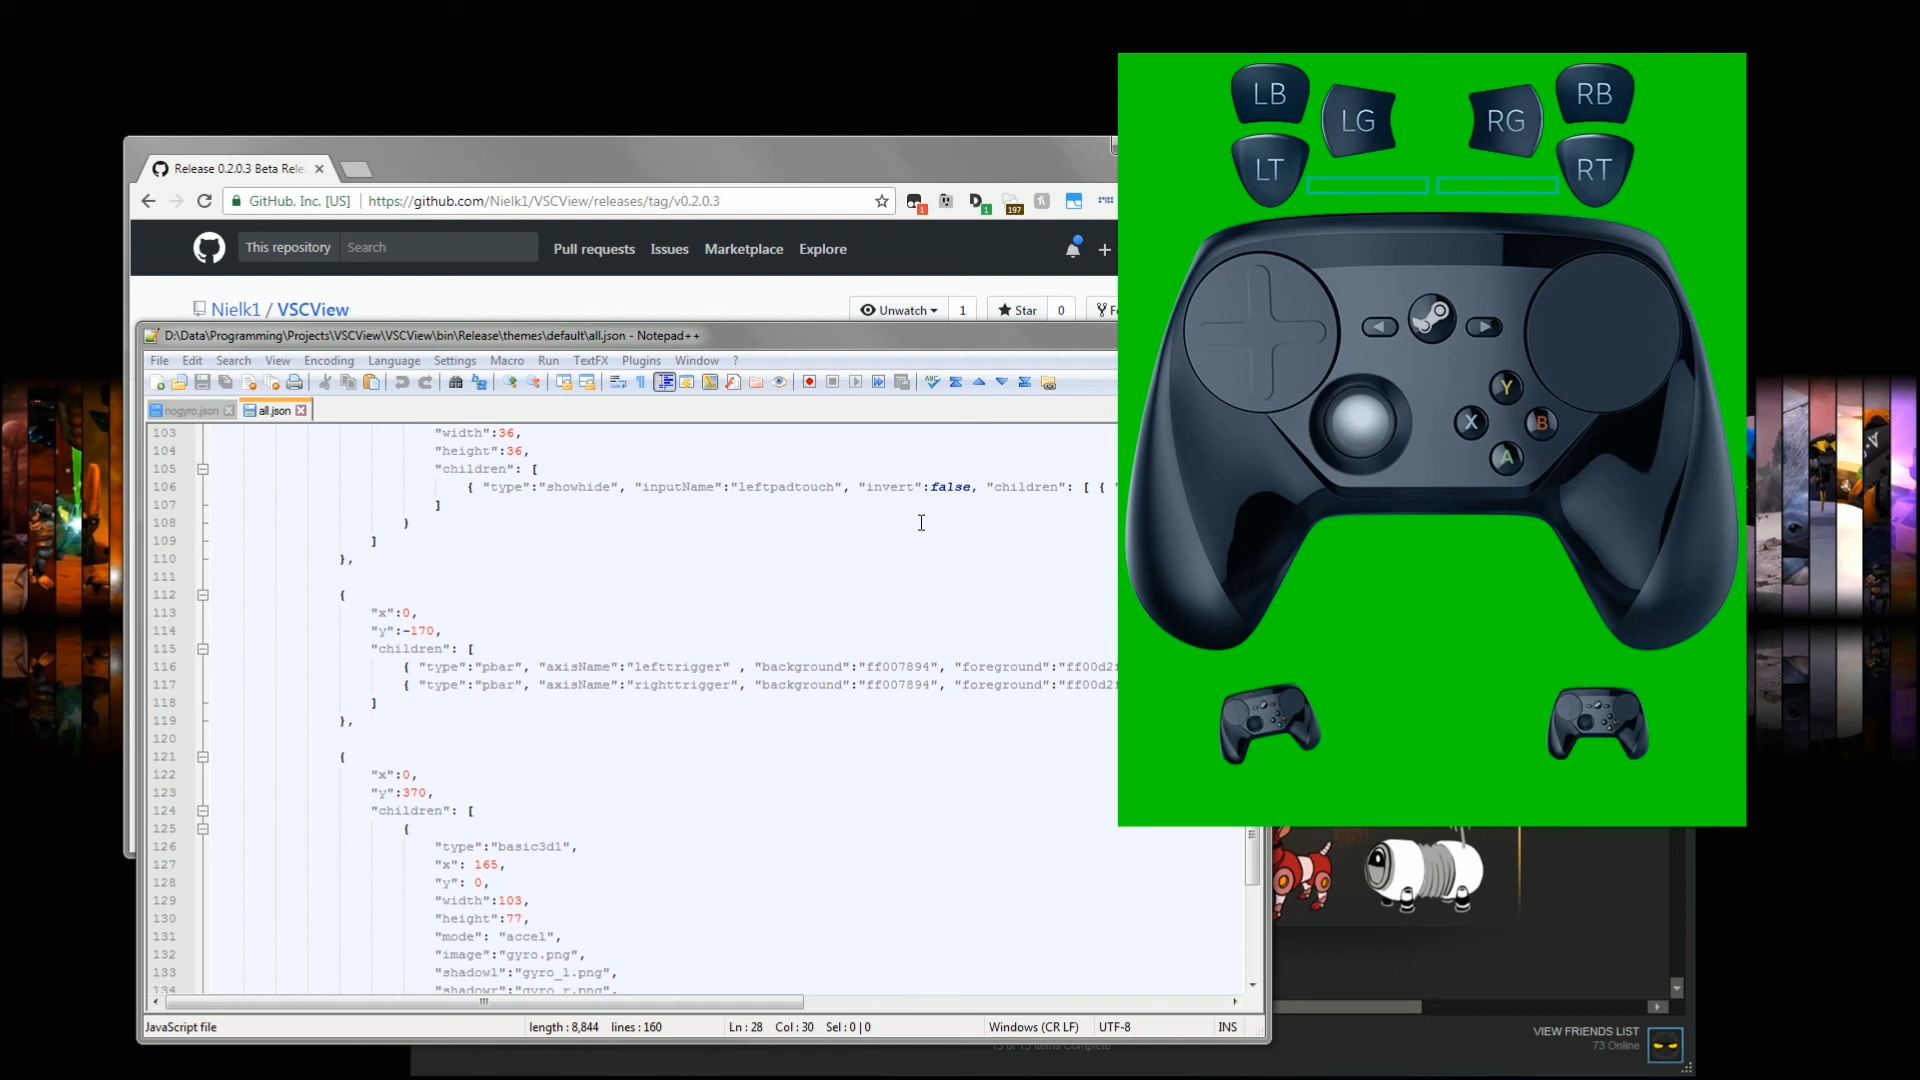 Release 0.2.0.3 Beta Rele
GitHub, Inc. [US]
https://github.com/Nielk1/VSCView/releases/tag/v0.2.0.3
1
1
197
This repository
Search
Pull requests
Issues
Marketplace
Explore
Nielk1 / VSCView
Unwatch
1
Star
0
D:\Data\Programming\Projects\VSCView\VSCView\bin\Release\themes\default\all.json - Notepad++
File Edit Search View Encoding Language Settings Macro Run TextFX Plugins Window ?
nogyro.json
all.json
103 "width":36,
104 "height":36,
105 "children": [
106 { "type":"showhide", "inputName":"leftpadtouch", "invert":false, "children": [ { "
107 ]
108 }
109 ]
110 },
111
112 {
113 "x":0,
114 "y":-170,
115 "children": [
116 { "type":"pbar", "axisName":"lefttrigger" , "background":"ff007894", "foreground":"ff00d2f
117 { "type":"pbar", "axisName":"righttrigger", "background":"ff007894", "foreground":"ff00d2f
118 ]
119 },
120
121 {
122 "x":0,
123 "y":370,
124 "children": [
125 {
126 "type":"basic3d1",
127 "x": 165,
128 "y": 0,
129 "width":103,
130 "height":77,
131 "mode": "accel",
132 "image":"gyro.png",
133 "shadowl":"gyro_l.png",
134 "shadowr":"gyro_r.png",
JavaScript file
length : 8,844 lines : 160
Ln : 28 Col : 30 Sel : 0 | 0
Windows (CR LF)
UTF-8
INS
LB
LG
RG
RB
LT
RT
Y
X
B
A
VIEW FRIENDS LIST
73 Online